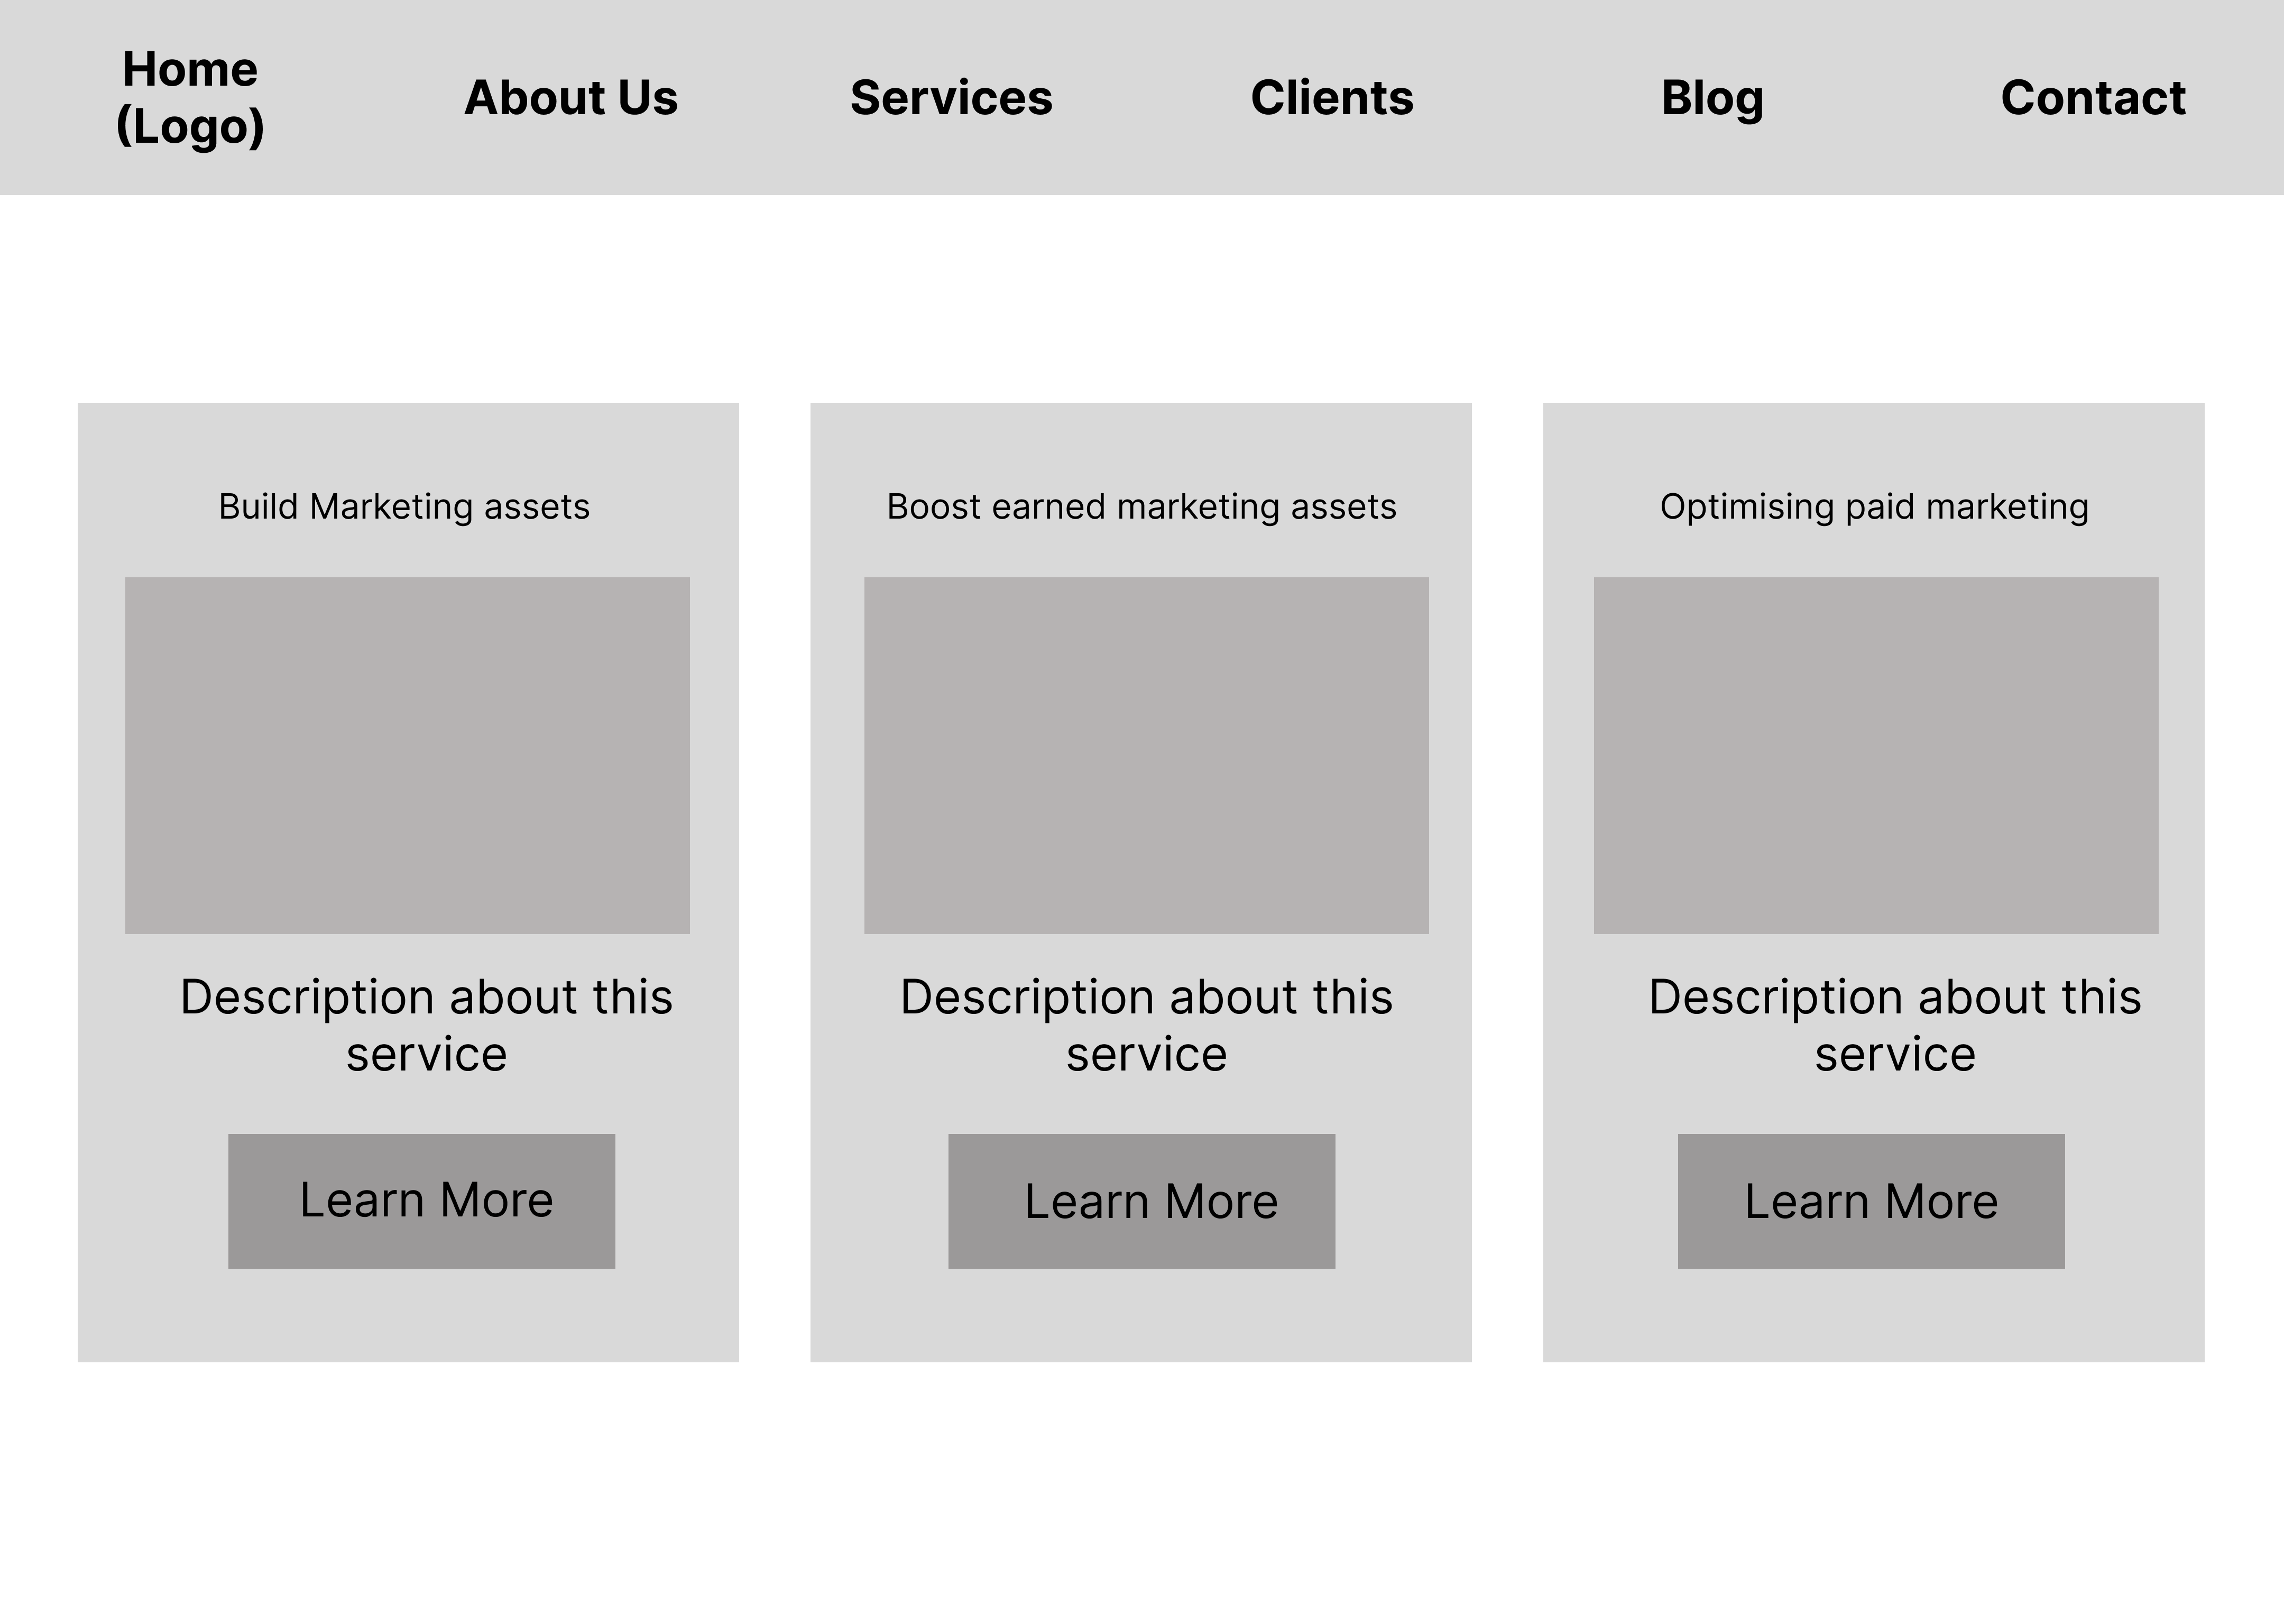 Home
(Logo)
About Us
Services
Clients
Blog
Contact
Build Marketing assets
Description about this
service
Learn More
Boost earned marketing assets
Description about this
service
Learn More
Optimising paid marketing
Description about this
service
Learn More